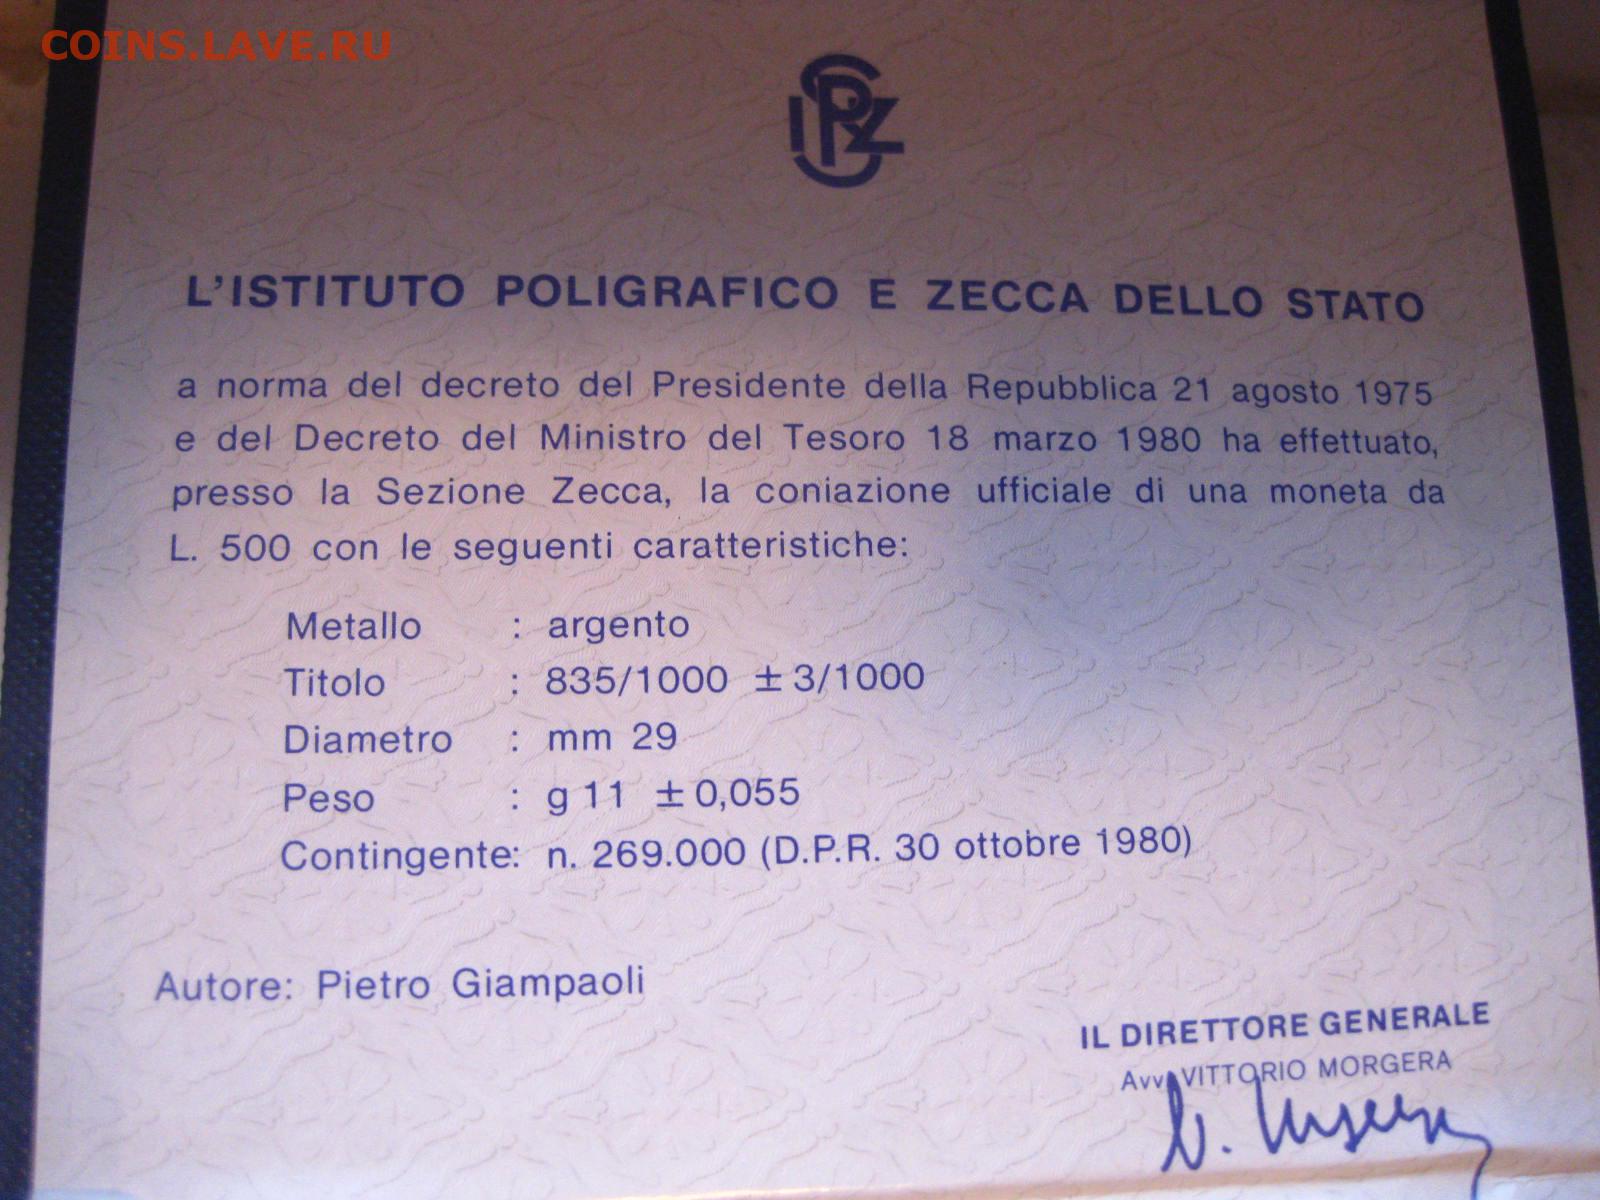 COINS.LAVE.RU
ISPZ
L'ISTITUTO POLIGRAFICO E ZECCA DELLO STATO
a norma del decreto del Presidente della Repubblica 21 agosto 1975
e del Decreto del Ministro del Tesoro 18 marzo 1980 ha effettuato,
presso la Sezione Zecca, la coniazione ufficiale di una moneta da
L. 500 con le seguenti caratteristiche:
Metallo : argento
Titolo : 835/1000 ± 3/1000
Diametro : mm 29
Peso : g 11 ± 0,055
Contingente: n. 269.000 (D.P.R. 30 ottobre 1980)
Autore: Pietro Giampaoli
IL DIRETTORE GENERALE
Avv. VITTORIO MORGERA
V. Morgera